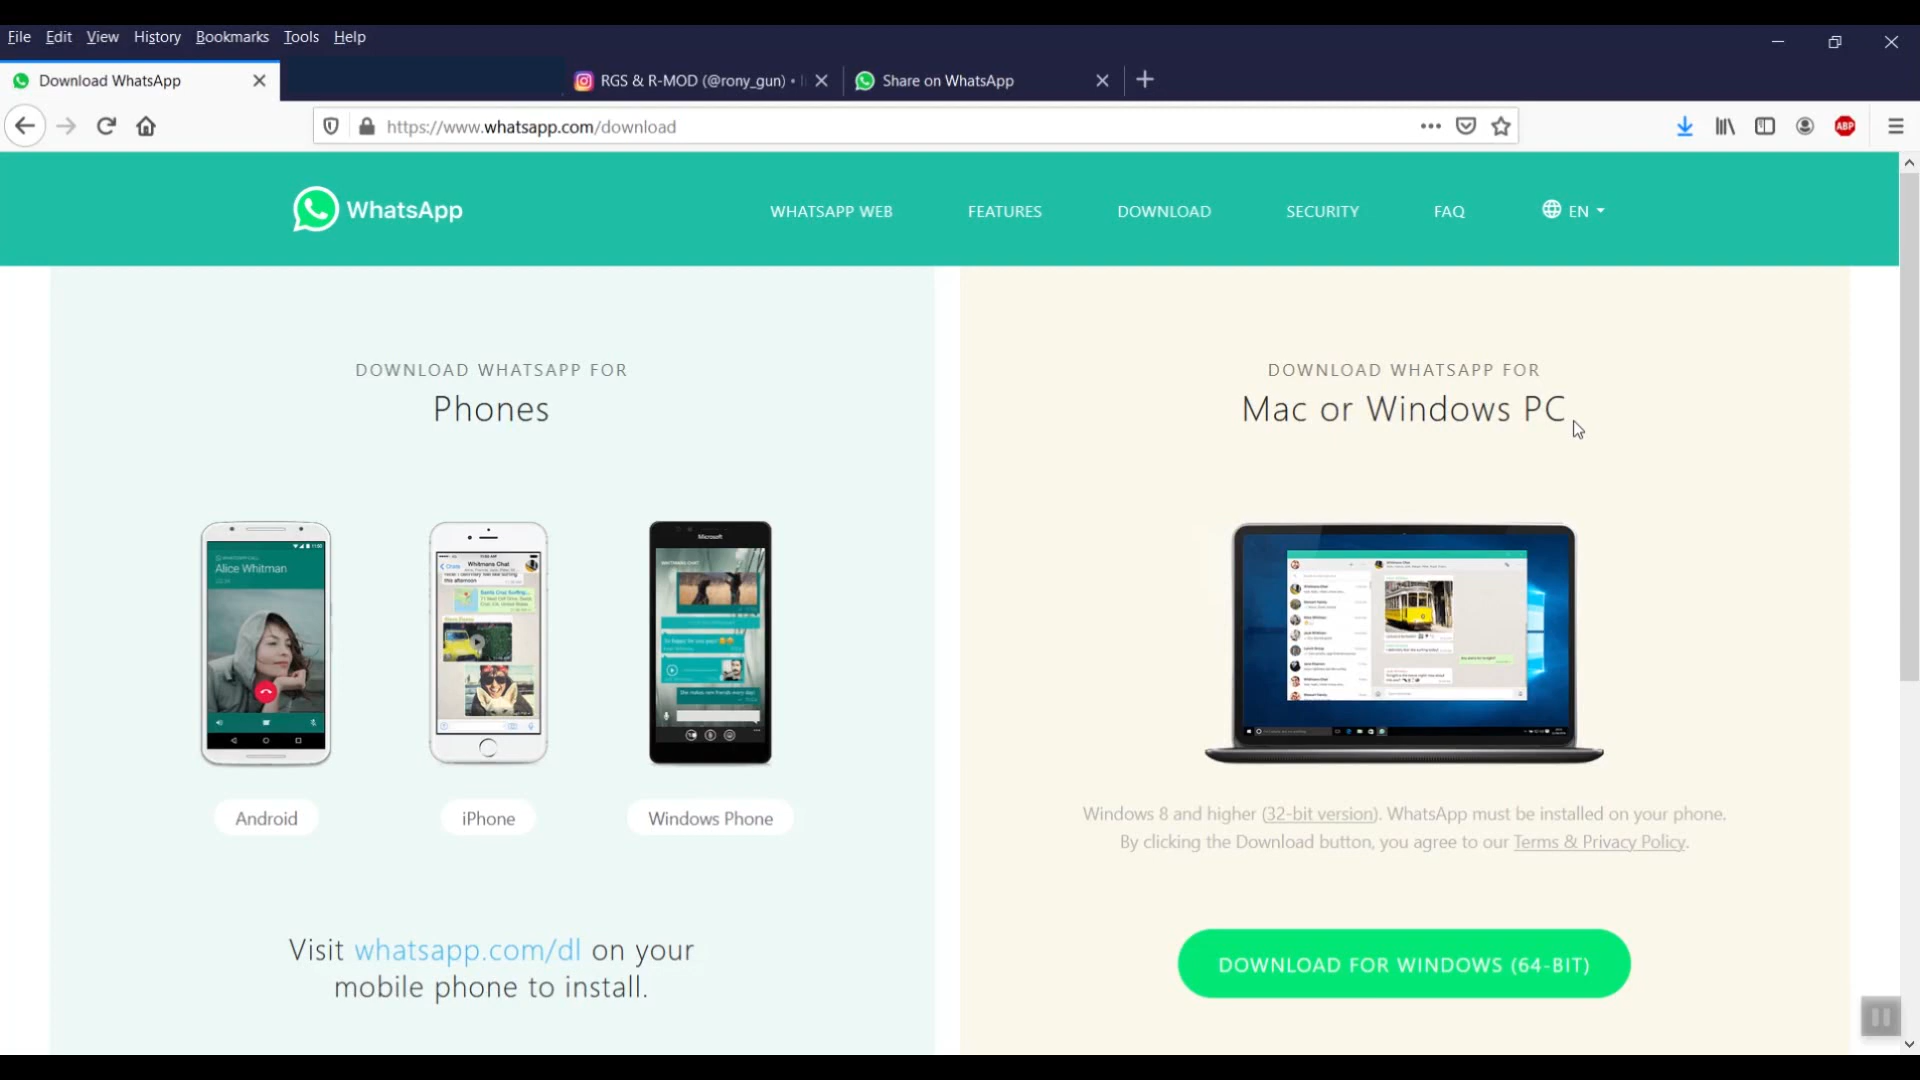 File Edit View History Bookmarks Tools Help
Download WhatsApp
RGS & R-MOD (@rony_gun) •
Share on WhatsApp
https://www.whatsapp.com/download
ABP
WhatsApp
WHATSAPP WEB
FEATURES
DOWNLOAD
SECURITY
FAQ
EN
DOWNLOAD WHATSAPP FOR
Phones
Alice Whitman
Whitmans Chat
Microsoft
Android
iPhone
Windows Phone
Visit whatsapp.com/dl on your
mobile phone to install.
DOWNLOAD WHATSAPP FOR
Mac or Windows PC
Windows 8 and higher (32-bit version). WhatsApp must be installed on your phone.
By clicking the Download button, you agree to our Terms & Privacy Policy.
DOWNLOAD FOR WINDOWS (64-BIT)